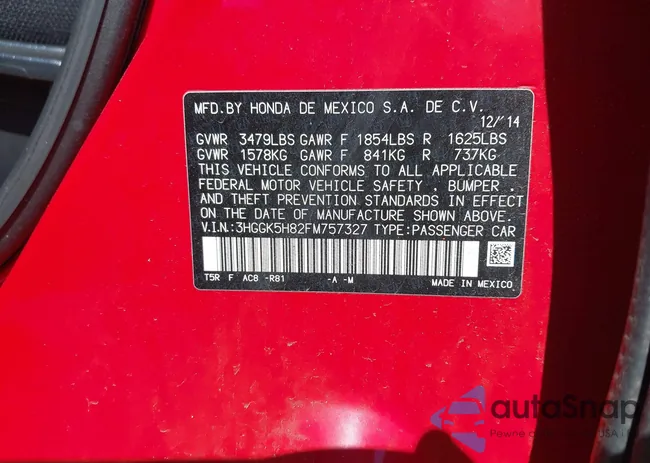 MFD. BY HONDA DE MEXICO S.A. DE C.V.
12/'14
GVWR 3479LBS GAWR F 1854LBS R 1625LBS
GVWR 1578KG GAWR F 841KG R 737KG
THIS VEHICLE CONFORMS TO ALL APPLICABLE
FEDERAL MOTOR VEHICLE SAFETY , BUMPER ,
AND THEFT PREVENTION STANDARDS IN EFFECT
ON THE DATE OF MANUFACTURE SHOWN ABOVE.
V.I.N.:3HGGK5H82FM757327 TYPE:PASSENGER CAR
T5R F AC8 -R81 -A -M MADE IN MEXICO
autoSnap
Pewne
USA i